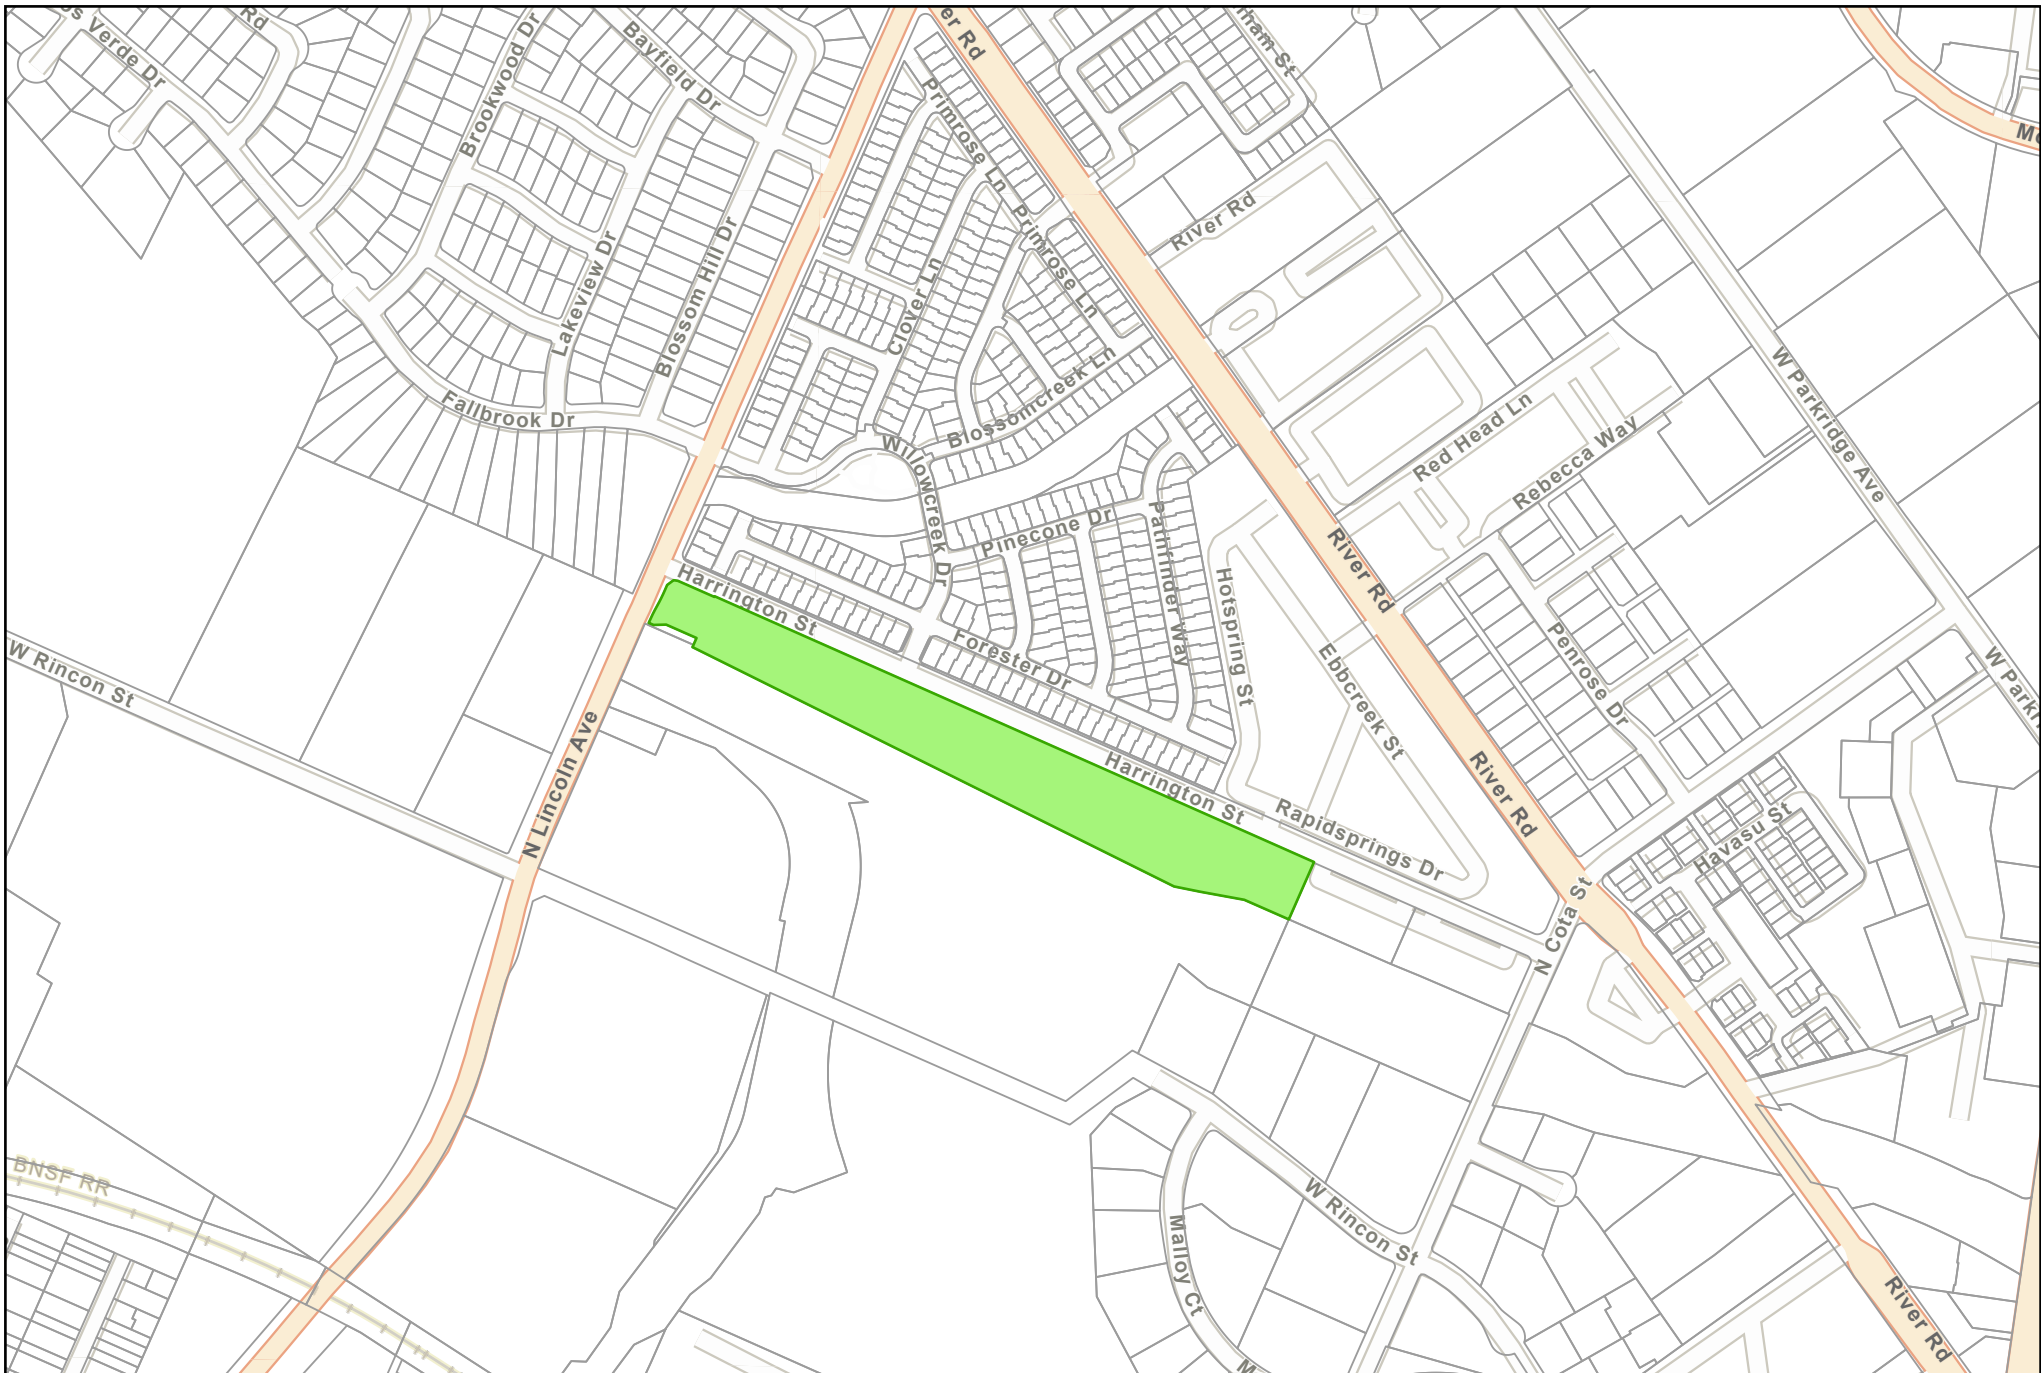 Verde Dr
Rd
Brookwood Dr
Bayfield Dr
River Rd
W Parkridge Ave
Primrose Ln
Primrose Ln
Clover Ln
Lakeview Dr
Blossom Hill Dr
Fallbrook Dr
Blossomcreek Ln
Willowcreek Dr
Red Head Ln
Rebecca Way
Pinecone Dr
Pathfinder Way
Hotspring St
River Rd
Harrington St
Forester Dr
Ebbcreek St
Penrose Dr
W Rincon St
N Lincoln Ave
Harrington St
Rapidsprings Dr
River Rd
Havasu St
N Cota St
BNSF RR
W Rincon St
Malloy Ct
River Rd